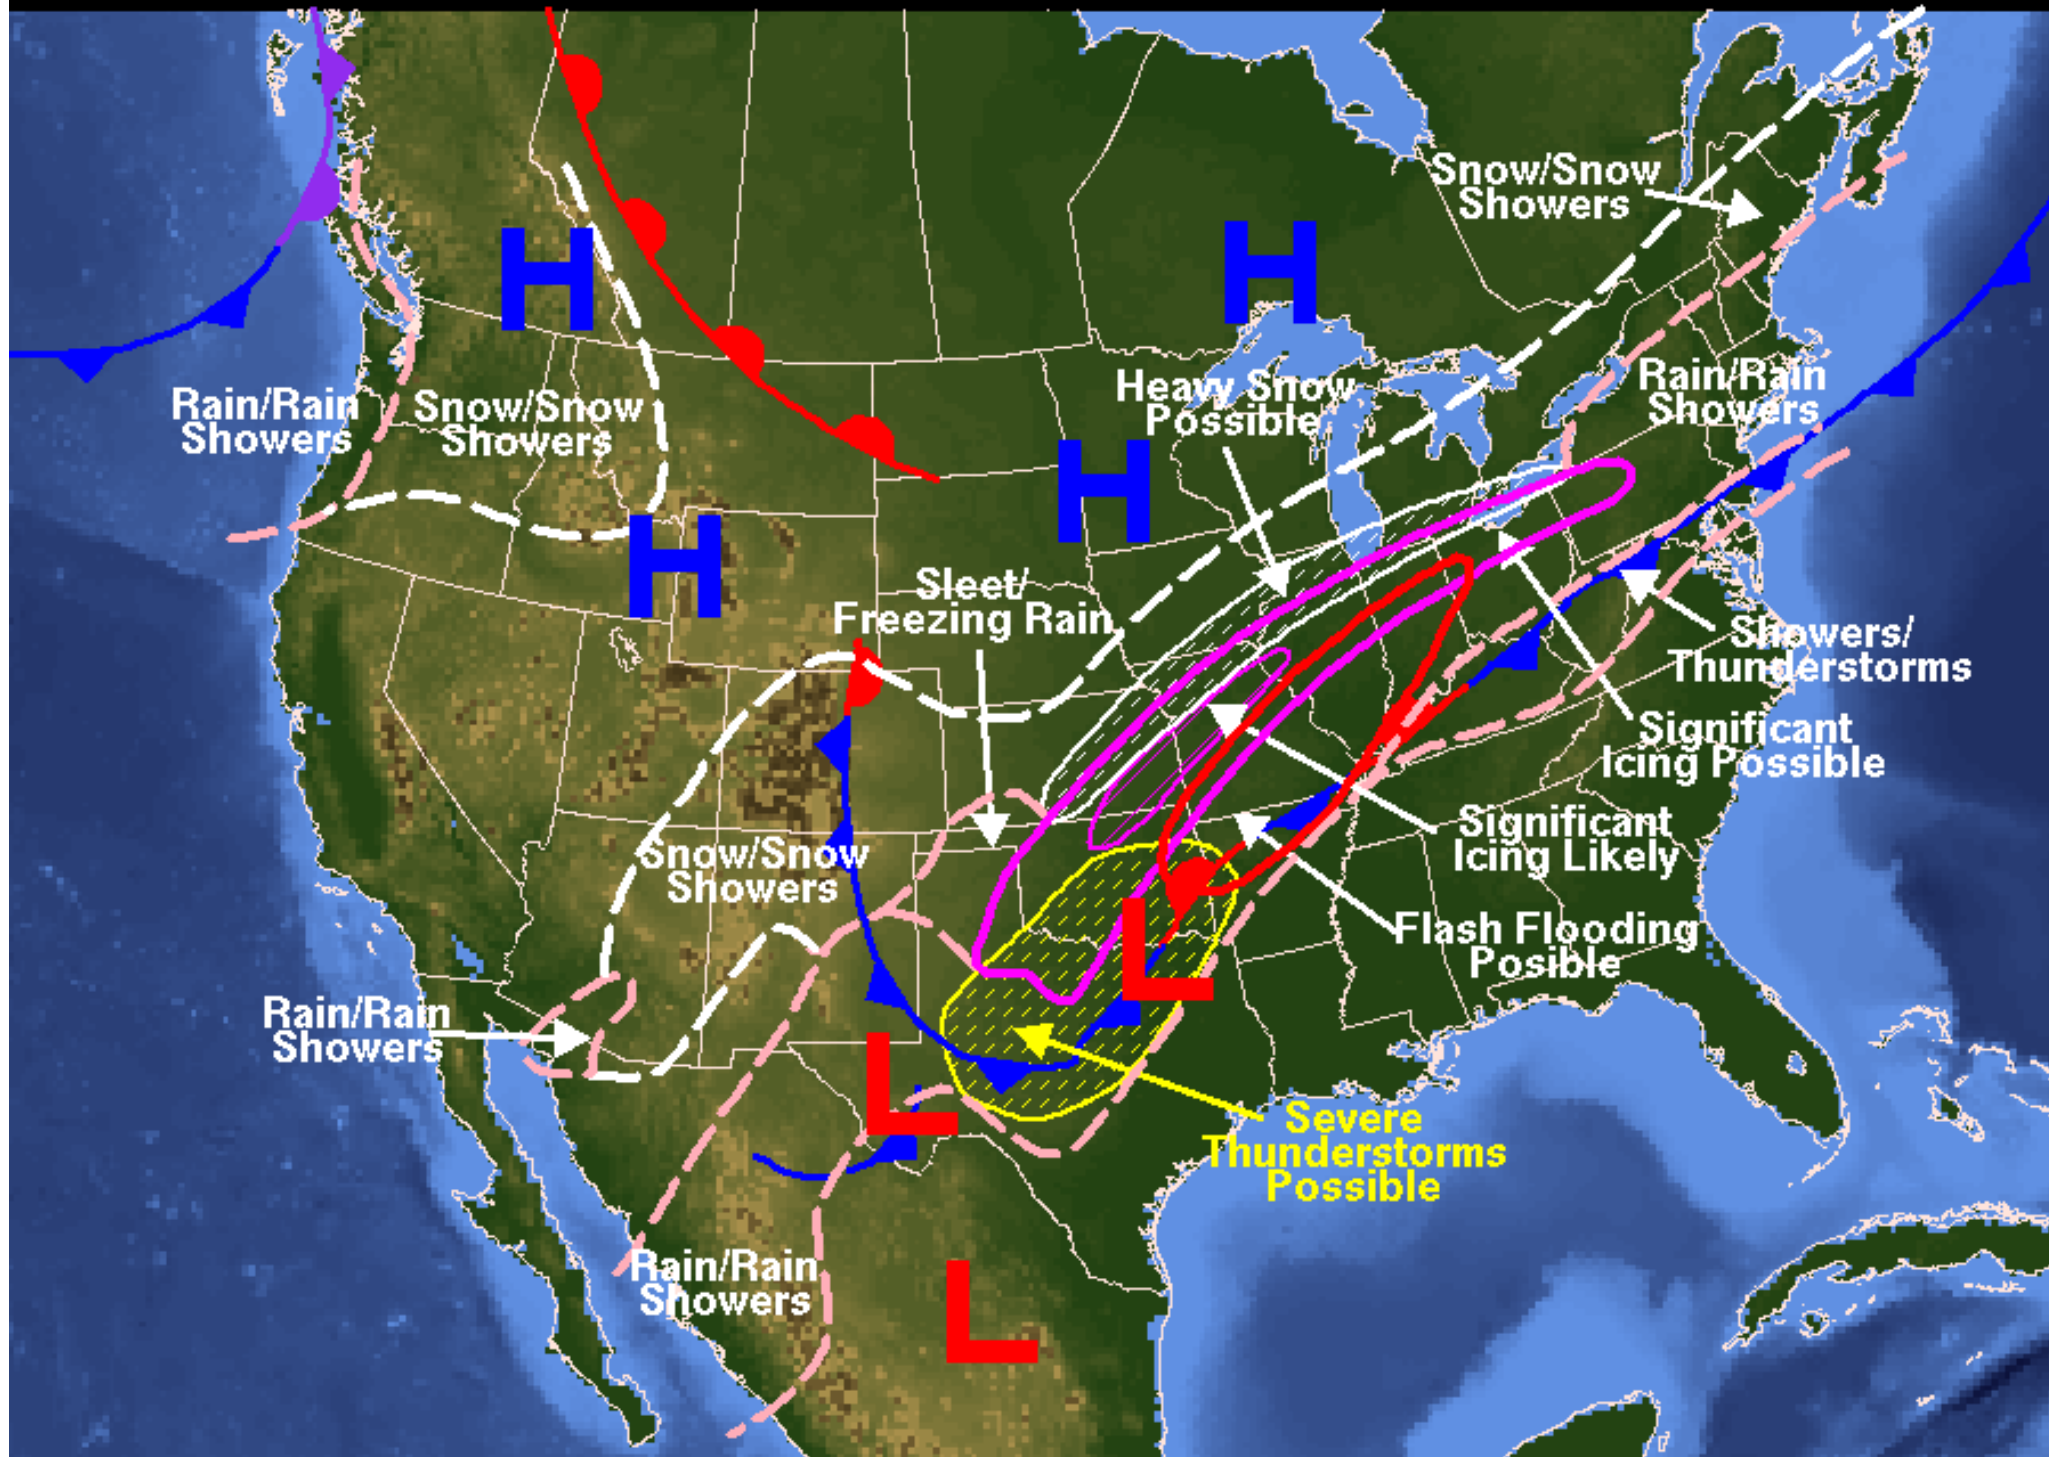 Snow/Snow
Showers
H
H
Rain/Rain
Showers
Snow/Snow
Showers
Heavy Snow
Possible
Rain/Rain
Showers
H
H
Sleet/
Freezing Rain
Showers/
Thunderstorms
Significant
Icing Possible
Significant
Icing Likely
Snow/Snow
Showers
Flash Flooding
Posible
L
Rain/Rain
Showers
L
Severe
Thunderstorms
Possible
Rain/Rain
Showers
L